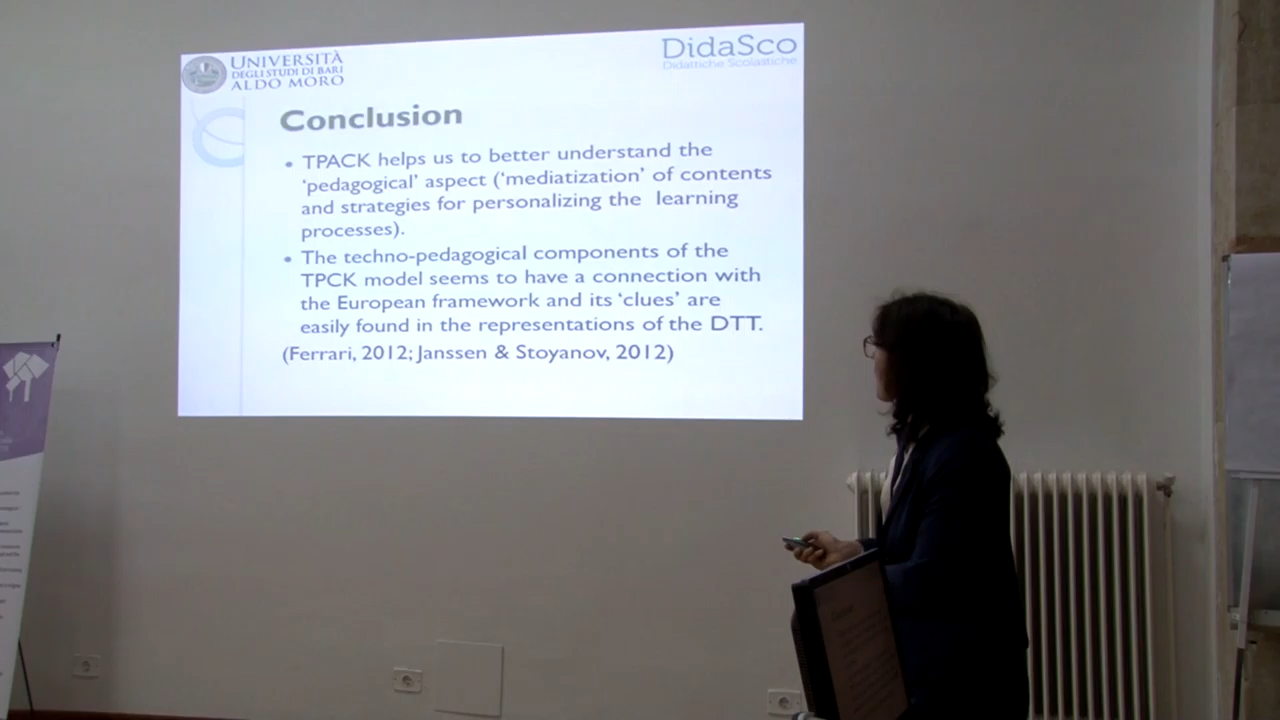 UNIVERSITÀ
DEGLI STUDI DI BARI
ALDO MORO
DidaSco
Didattiche Scolastiche
Conclusion
• TPACK helps us to better understand the
‘pedagogical’ aspect (‘mediatization’ of contents
and strategies for personalizing the learning
processes).
• The techno-pedagogical components of the
TPCK model seems to have a connection with
the European framework and its ‘clues’ are
easily found in the representations of the DTT.
(Ferrari, 2012; Janssen & Stoyanov, 2012)